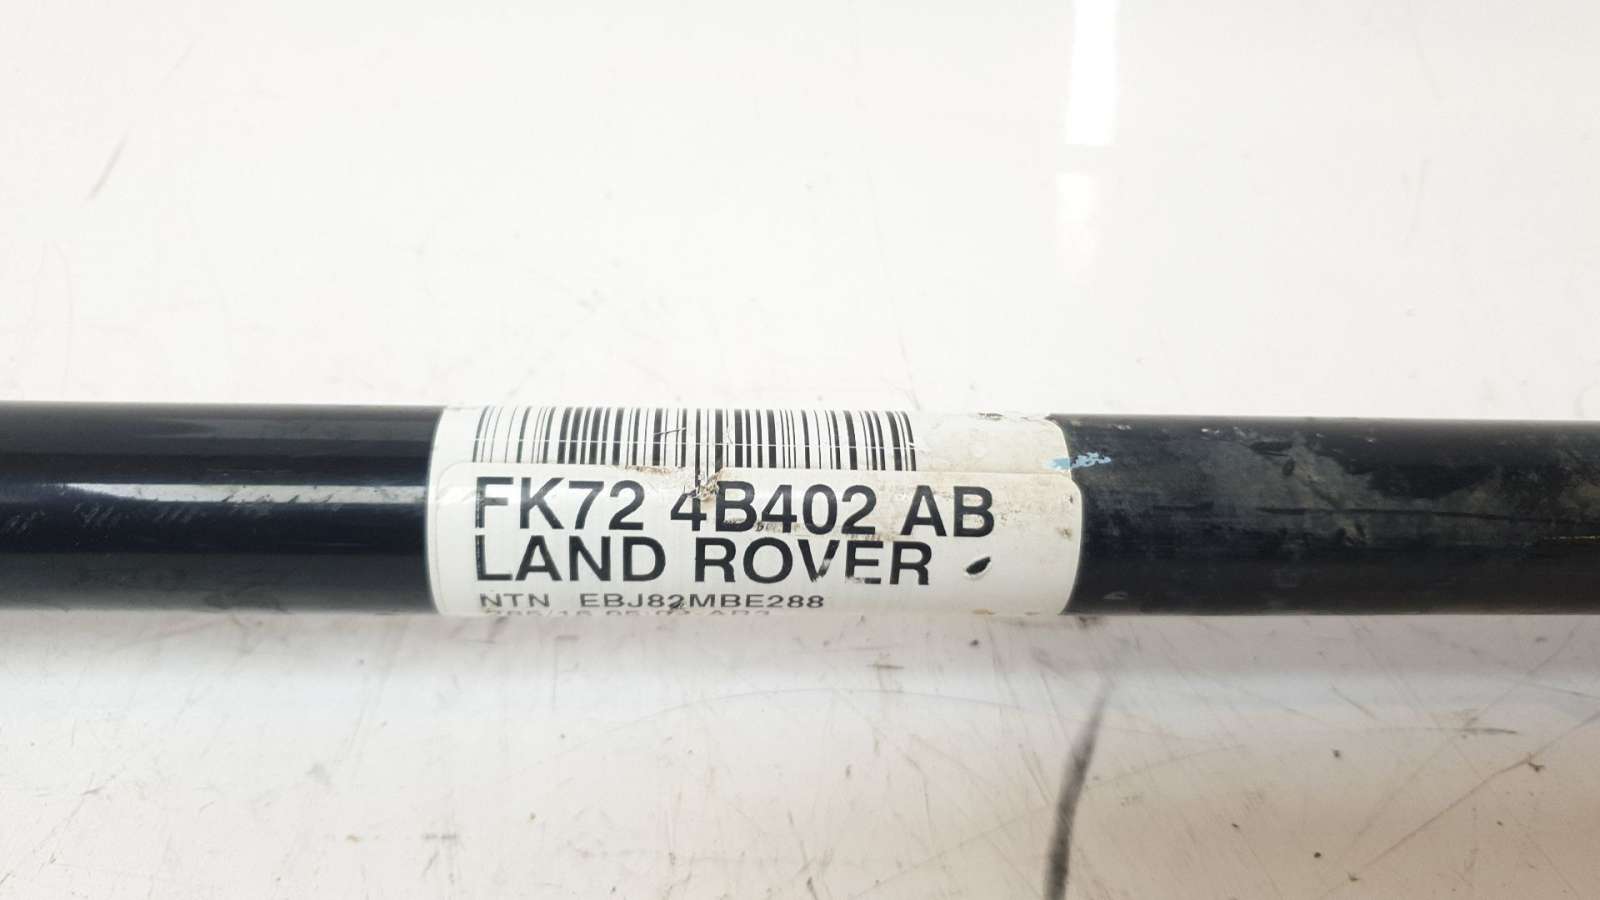 FK72 4B402 AB
LAND ROVER
NTN EBJ82MBE288